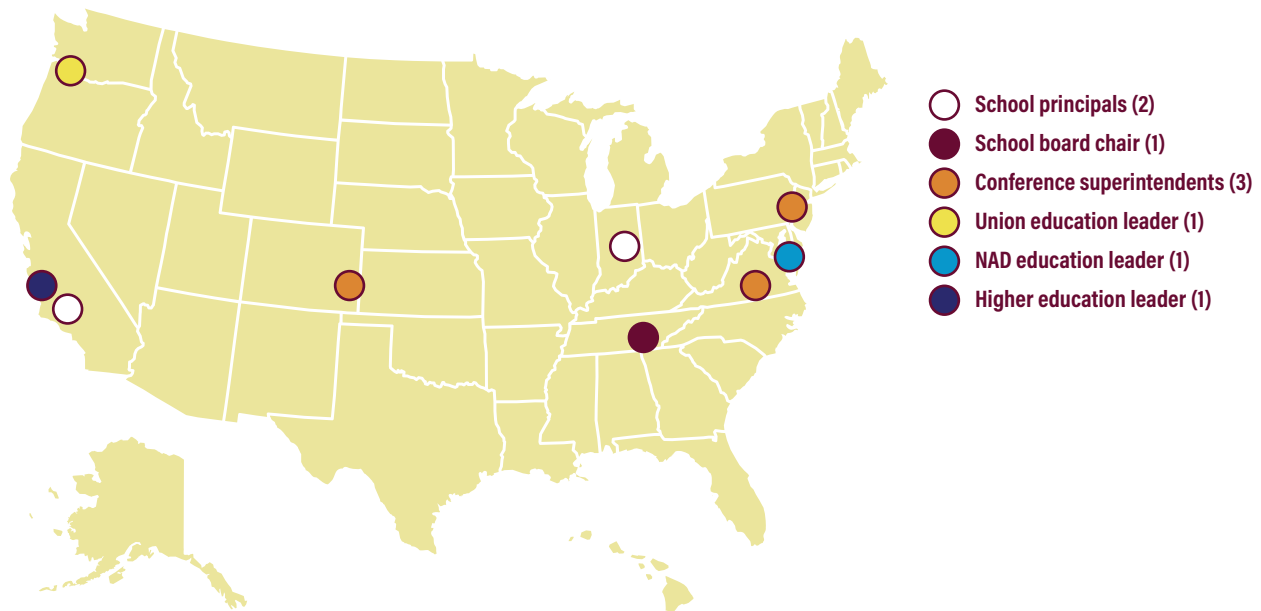 School principals (2)
School board chair (1)
Conference superintendents (3)
Union education leader (1)
NAD education leader (1)
Higher education leader (1)